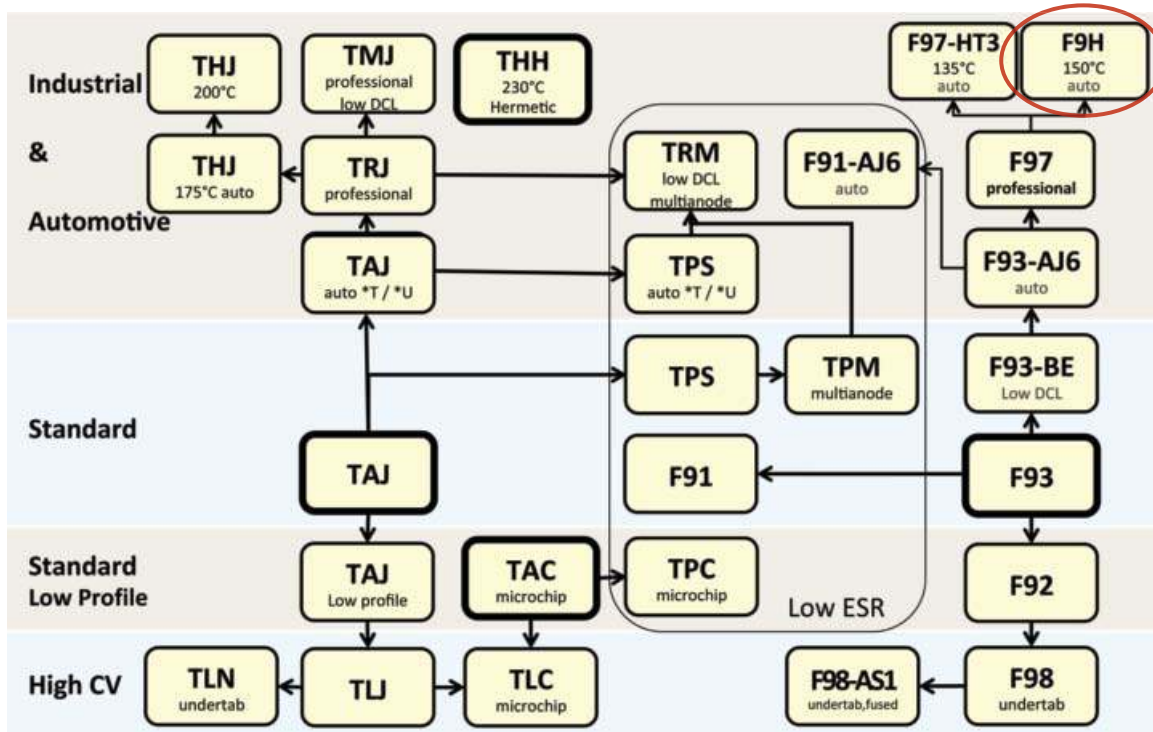 Industrial
&
Automotive
THJ
200°C
TMJ
professional
low DCL
THH
230°C
Hermetic
F97-HT3
135°C
auto
F9H
150°C
auto
THJ
175°C auto
TRJ
professional
TRM
low DCL
multianode
F91-AJ6
auto
F97
professional
TAJ
auto *T / *U
TPS
auto *T / *U
F93-AJ6
auto
Standard
TPS
TPM
multianode
F93-BE
Low DCL
TAJ
F91
F93
Standard
Low Profile
TAJ
Low profile
TAC
microchip
TPC
microchip
Low ESR
F92
High CV
TLN
undertab
TLJ
TLC
microchip
F98-AS1
undertab,fused
F98
undertab